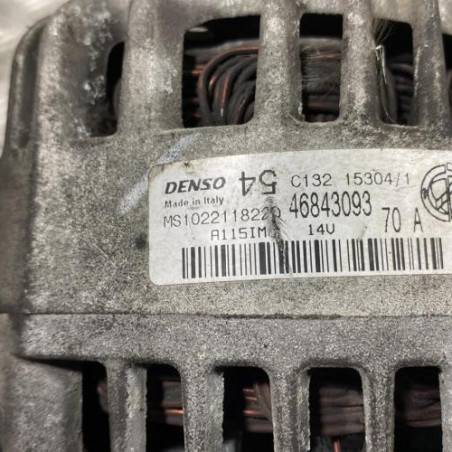 DENSO 54 C132 15304/1
Made in Italy
MS1022118220 46843093 70 A
A115IM 14V